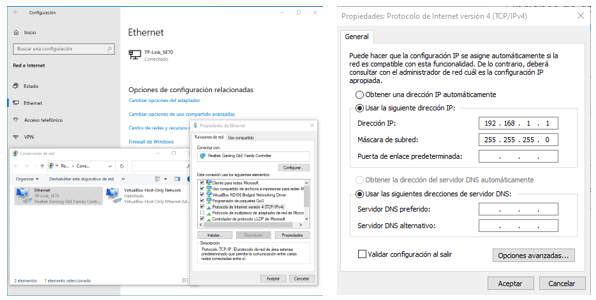 Configuración
Inicio
Buscar una configuración
Red e Internet
Estado
Ethernet
Acceso telefónico
VPN
Ethernet
TP-Link_5E70
Conectado
Opciones de configuración relacionadas
Cambiar opciones del adaptador
Cambiar opciones de uso compartido avanzadas
Centro de redes y recursos
Firewall de Windows
Conexiones de red
Organizar
Deshabilitar este dispositivo de red
Ethernet
TP-Link_5E70
Realtek Gaming GbE Family Contr...
VirtualBox Host-Only Network
Habilitado
VirtualBox Host-Only Ethernet Ad...
2 elementos
1 elemento seleccionado
Propiedades de Ethernet
Funciones de red
Uso compartido
Conectar con:
Realtek Gaming GbE Family Controller
Configurar...
Esta conexión usa los siguientes elementos:
Cliente para redes Microsoft
Uso compartido de archivos e impresoras para redes M
VirtualBox NDIS6 Bridged Networking Driver
Programador de paquetes QoS
Protocolo de Internet versión 4 (TCP/IPv4)
Protocolo de multiplexor de adaptador de red de Micros
Controlador de protocolo LLDP de Microsoft
Instalar...
Desinstalar
Propiedades
Descripción
Protocolo TCP/IP. El protocolo de red de área extensa
predeterminado que permite la comunicación entre varias
redes conectadas entre sí.
Aceptar
Cancelar
Propiedades: Protocolo de Internet versión 4 (TCP/IPv4)
General
Puede hacer que la configuración IP se asigne automáticamente si la
red es compatible con esta funcionalidad. De lo contrario, deberá
consultar con el administrador de red cuál es la configuración IP
apropiada.
Obtener una dirección IP automáticamente
Usar la siguiente dirección IP:
Dirección IP: 192 . 168 . 1 . 1
Máscara de subred: 255 . 255 . 255 . 0
Puerta de enlace predeterminada: . . .
Obtener la dirección del servidor DNS automáticamente
Usar las siguientes direcciones de servidor DNS:
Servidor DNS preferido: . . .
Servidor DNS alternativo: . . .
Validar configuración al salir
Opciones avanzadas...
Aceptar
Cancelar